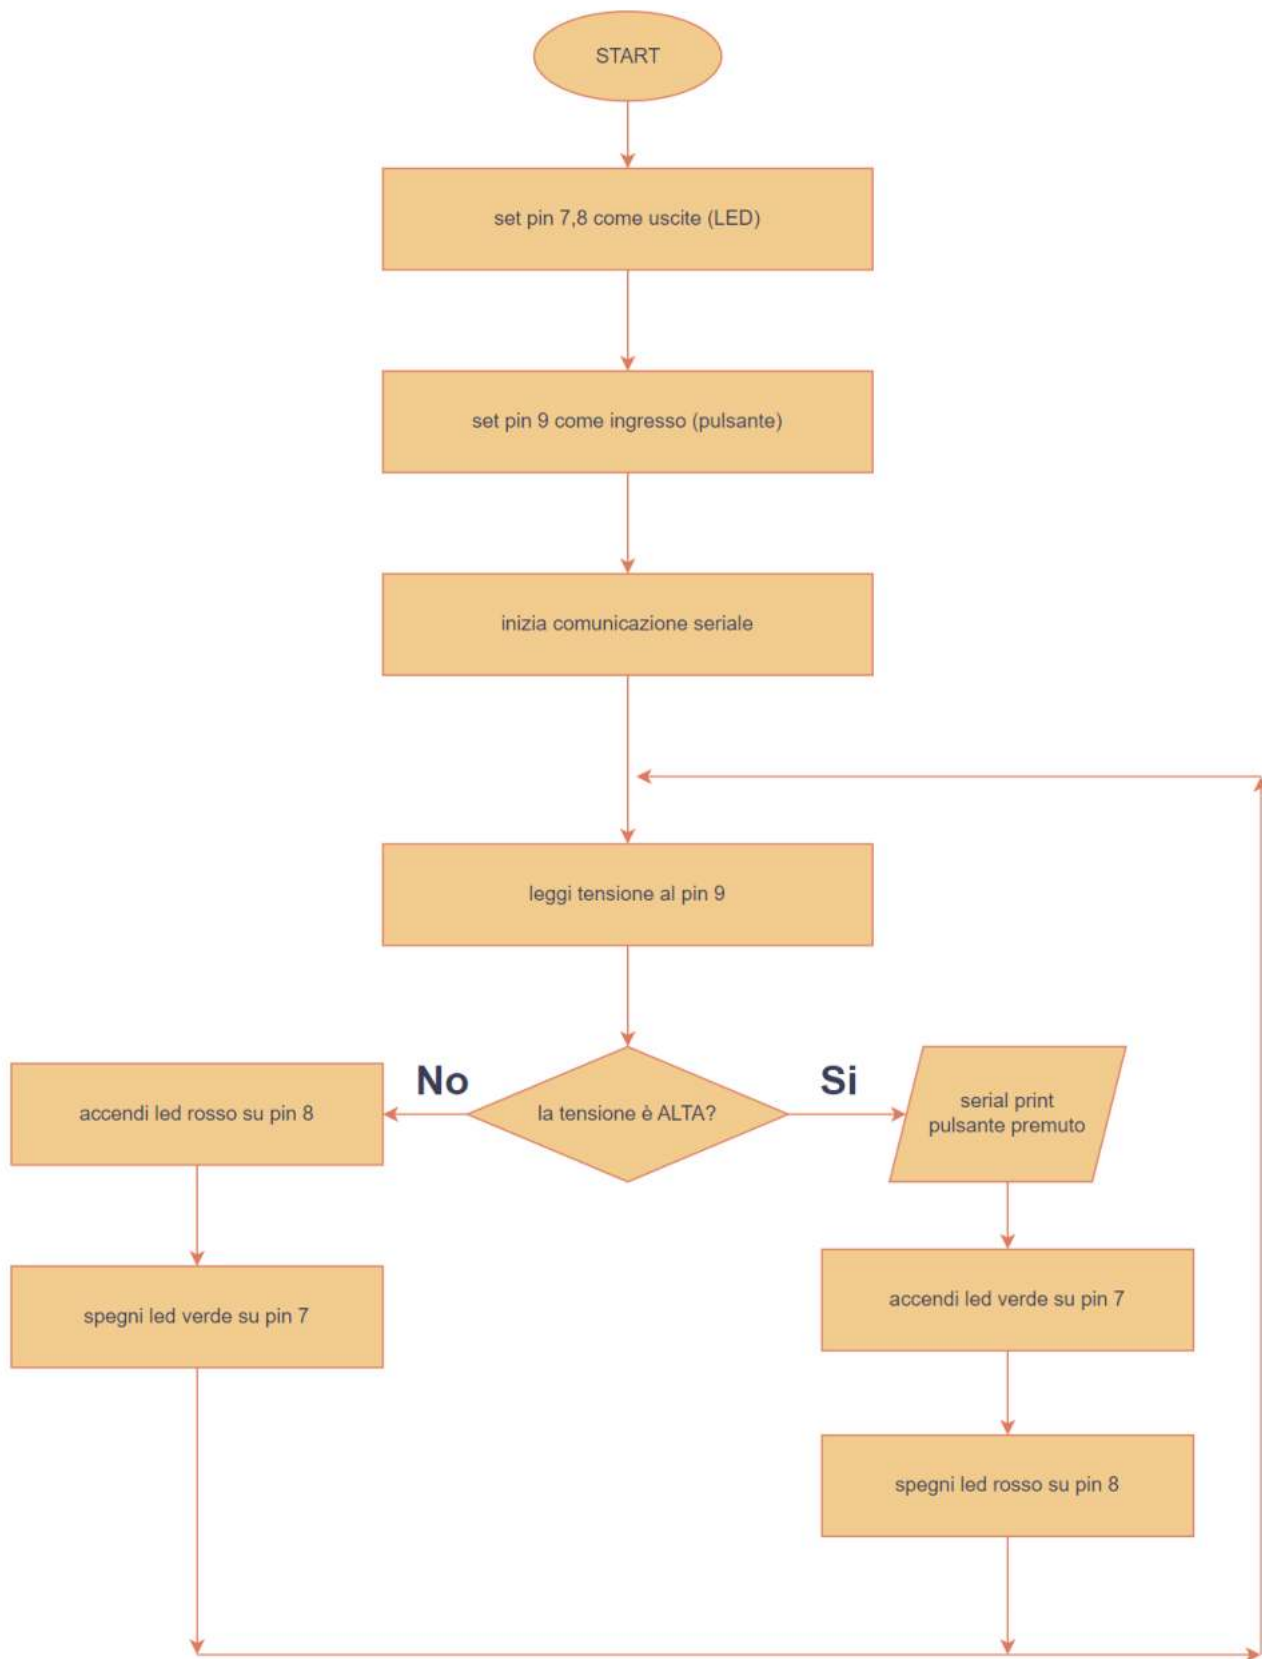 START
set pin 7,8 come uscite (LED)
set pin 9 come ingresso (pulsante)
inizia comunicazione seriale
leggi tensione al pin 9
la tensione è ALTA?
No
accendi led rosso su pin 8
spegni led verde su pin 7
Si
serial print
pulsante premuto
accendi led verde su pin 7
spegni led rosso su pin 8